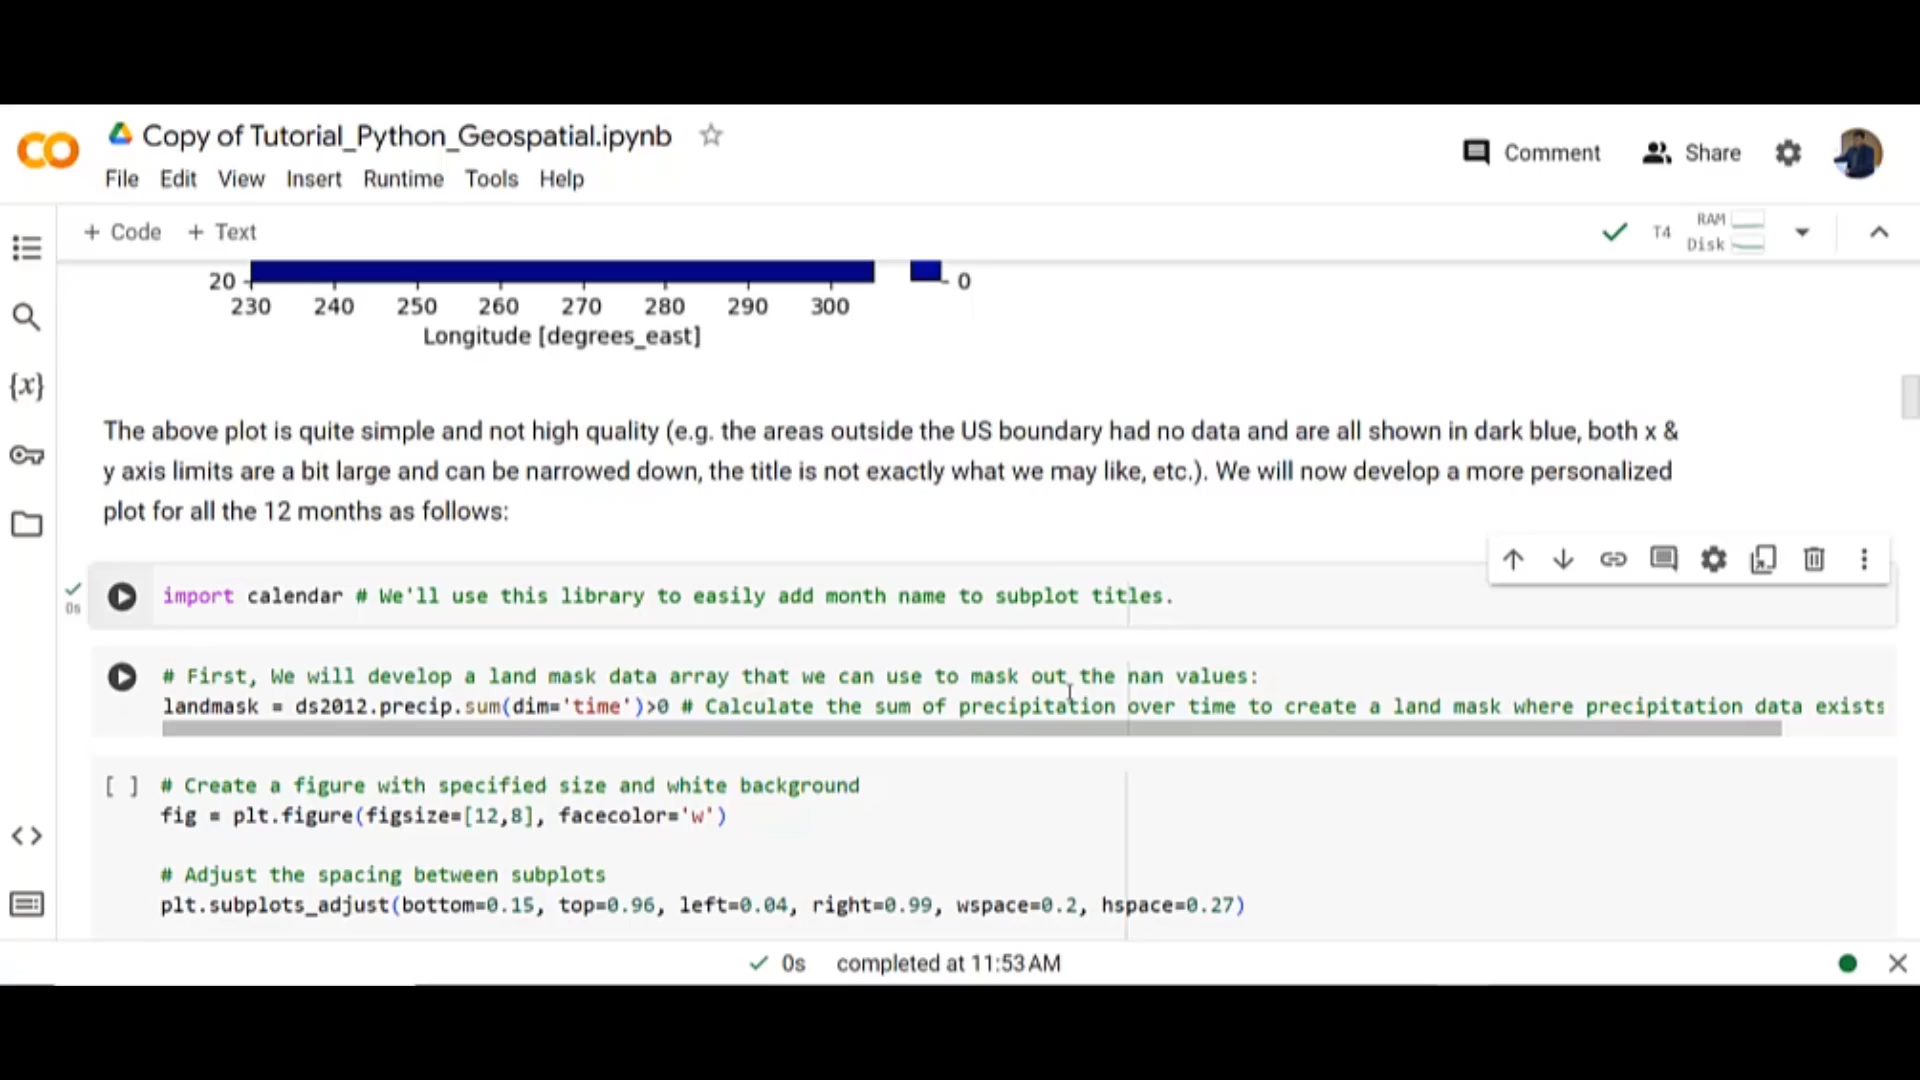 Copy of Tutorial_Python_Geospatial.ipynb
File Edit View Insert Runtime Tools Help
Comment Share
+ Code + Text
T4 RAM
Disk
20 0
230 240 250 260 270 280 290 300
Longitude [degrees_east]
The above plot is quite simple and not high quality (e.g. the areas outside the US boundary had no data and are all shown in dark blue, both x &
y axis limits are a bit large and can be narrowed down, the title is not exactly what we may like, etc.). We will now develop a more personalized
plot for all the 12 months as follows:
0s
import calendar # We'll use this library to easily add month name to subplot titles.
# First, We will develop a land mask data array that we can use to mask out the nan values:
landmask = ds2012.precip.sum(dim='time')>0 # Calculate the sum of precipitation over time to create a land mask where precipitation data exists
[ ] # Create a figure with specified size and white background
fig = plt.figure(figsize=[12,8], facecolor='w')
# Adjust the spacing between subplots
plt.subplots_adjust(bottom=0.15, top=0.96, left=0.04, right=0.99, wspace=0.2, hspace=0.27)
0s completed at 11:53 AM